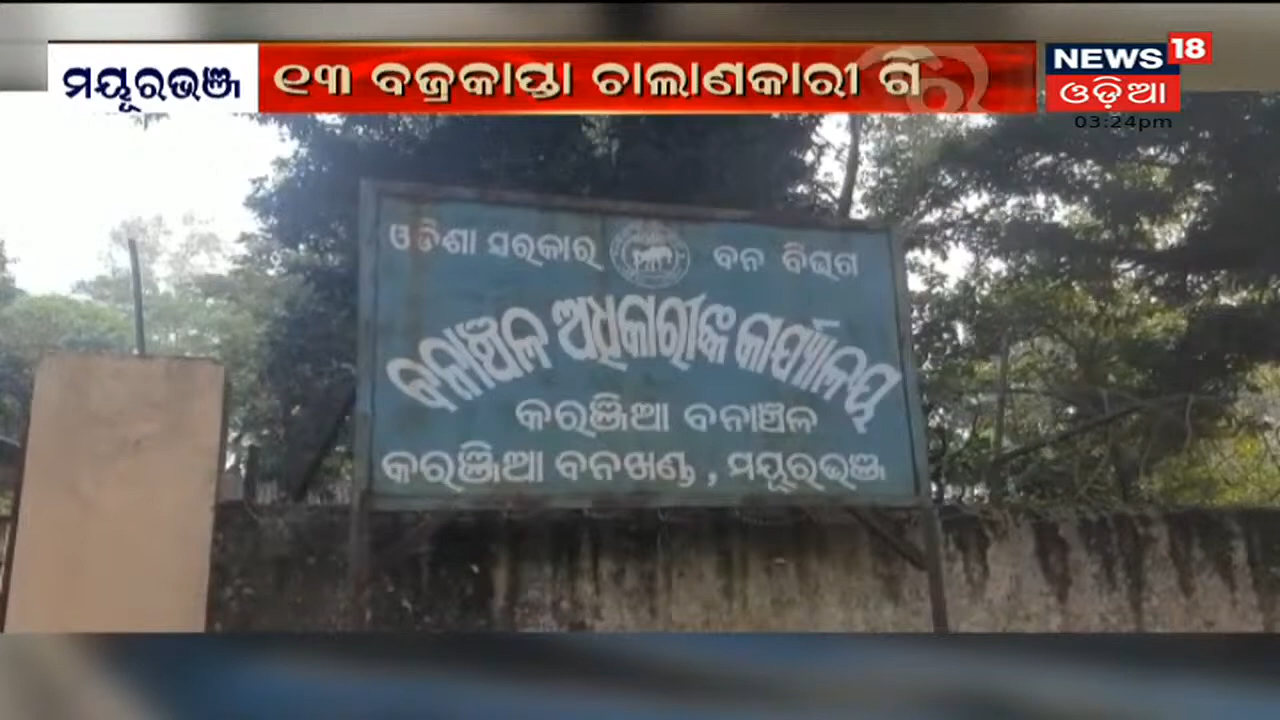 ମୟୂରଭଞ୍ଜ
୧୩ ବଜ୍ରକାପ୍ତା ଚାଲାଣକାରୀ ଗି
NEWS 18
ଓଡ଼ିଆ
03:24pm
ଓଡିଶା ସରକାର ବନ ବିଭାଗ
ବନାଞ୍ଚଳ ଅଧିକାରୀଙ୍କ କାର୍ଯ୍ୟାଳୟ
କରଞ୍ଜିଆ ବନାଞ୍ଚଳ
କରଞ୍ଜିଆ ବନଖଣ୍ଡ, ମୟୂରଭଞ୍ଜ